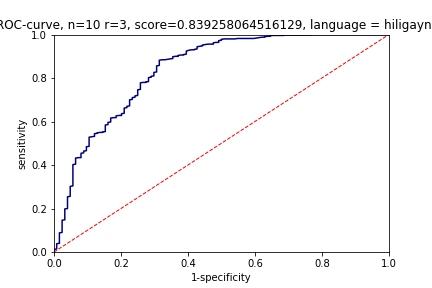 ROC-curve, n=10 r=3, score=0.839258064516129, language = hiligayn
1.0
0.8
0.6
0.4
0.2
0.0
sensitivity
0.0 0.2 0.4 0.6 0.8 1.0
1-specificity